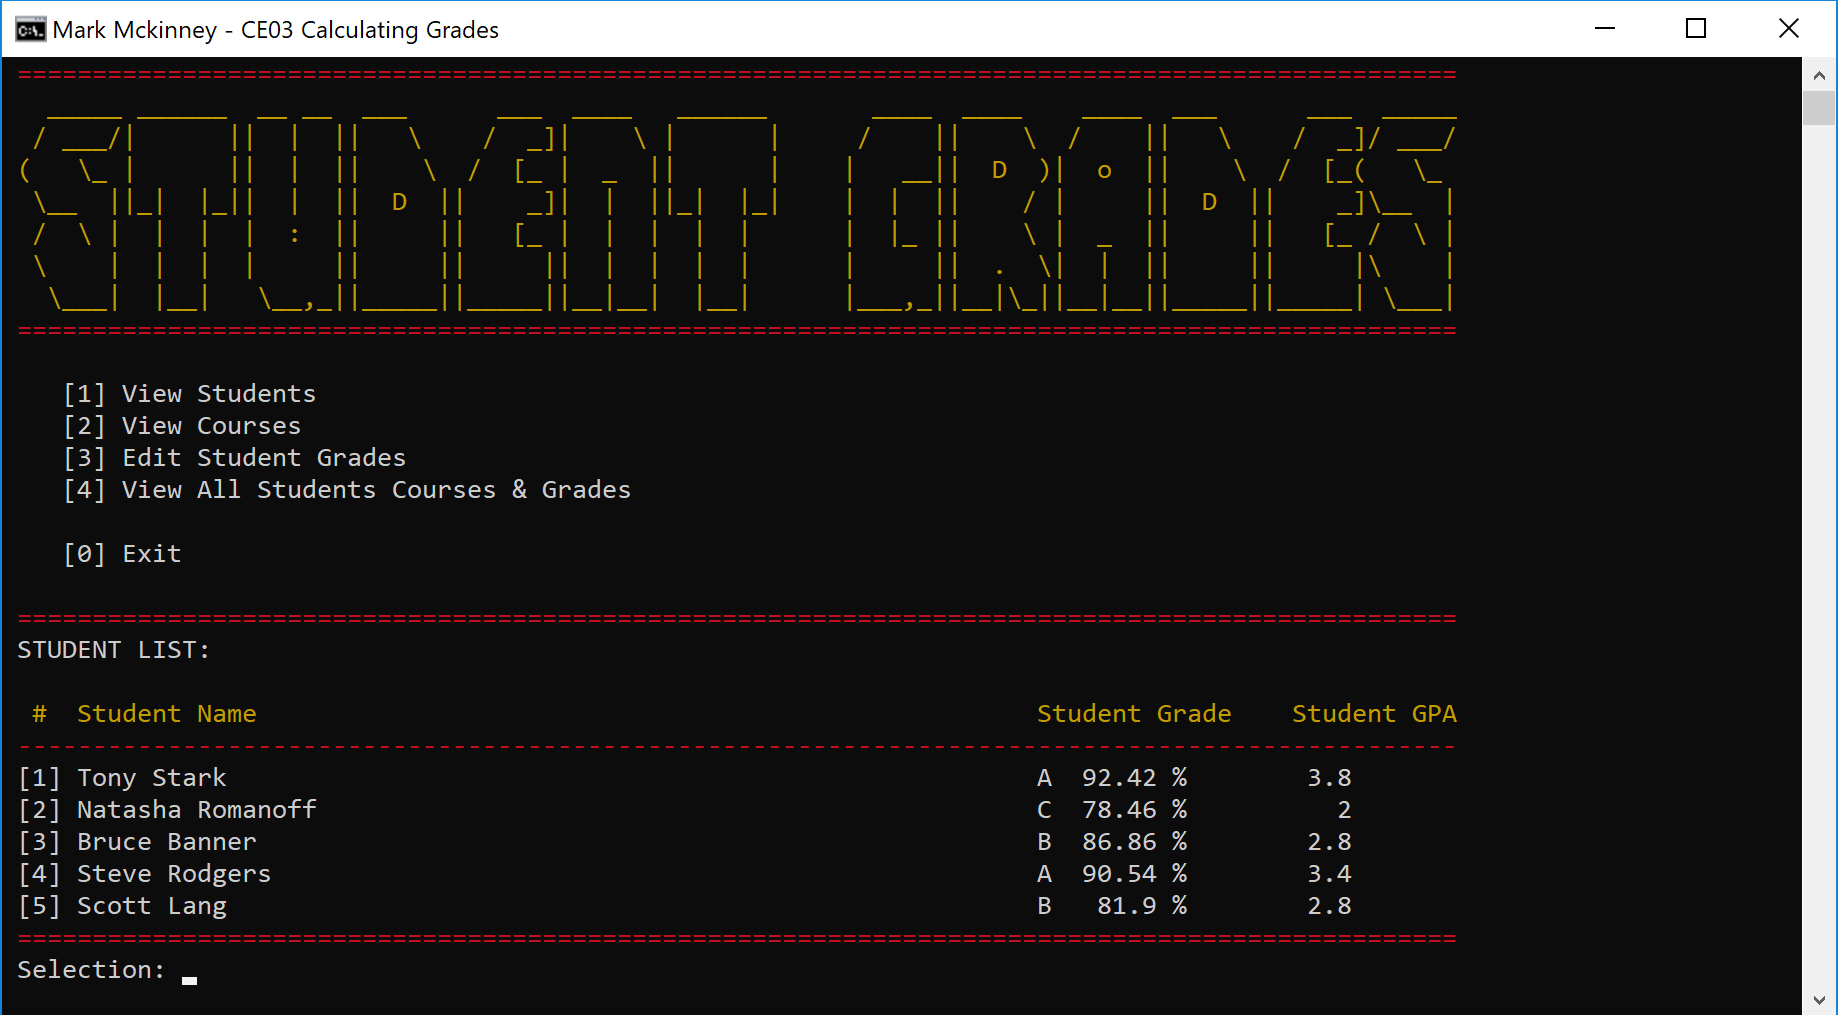 Mark Mckinney - CE03 Calculating Grades
STUDENT GRADES
[1] View Students
[2] View Courses
[3] Edit Student Grades
[4] View All Students Courses & Grades
[0] Exit
STUDENT LIST:
# Student Name Student Grade Student GPA
[1] Tony Stark A 92.42 % 3.8
[2] Natasha Romanoff C 78.46 % 2
[3] Bruce Banner B 86.86 % 2.8
[4] Steve Rodgers A 90.54 % 3.4
[5] Scott Lang B 81.9 % 2.8
Selection: